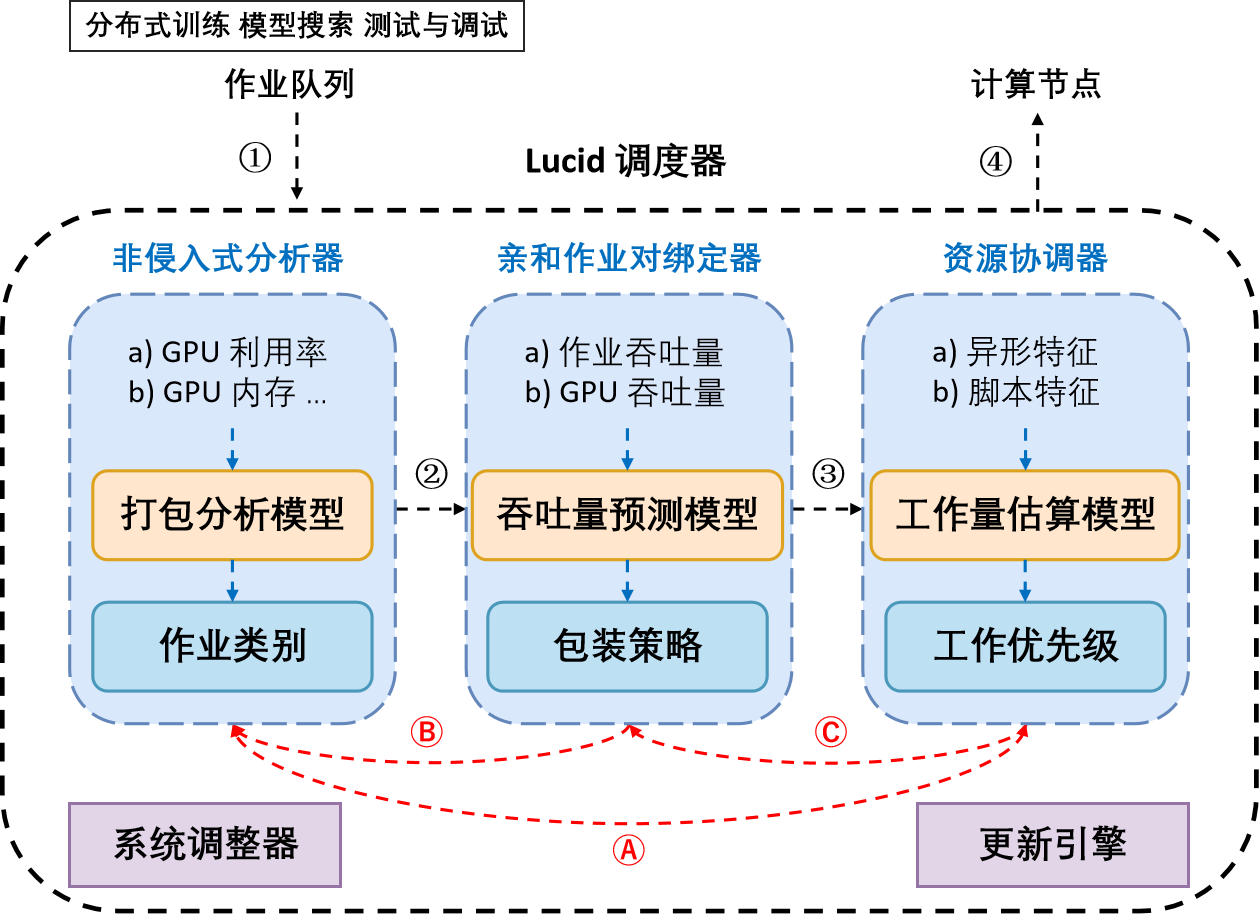 分布式训练 模型搜索 测试与调试
作业队列
计算节点
①
Lucid 调度器
④
非侵入式分析器
亲和作业对绑定器
资源协调器
a) GPU 利用率
b) GPU 内存 ...
a) 作业吞吐量
b) GPU 吞吐量
a) 异形特征
b) 脚本特征
②
③
打包分析模型
吞吐量预测模型
工作量估算模型
作业类别
包装策略
工作优先级
Ⓑ
Ⓒ
Ⓐ
系统调整器
更新引擎